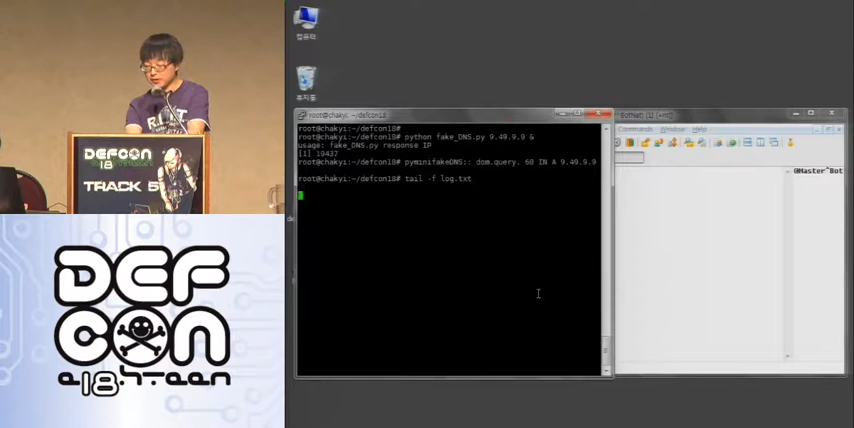 컴퓨터
휴지통
root@chakyi: ~/defcon18
root@chakyi:~/defcon18#
root@chakyi:~/defcon18# python fake_DNS.py 9.49.9.9 &
usage: fake_DNS.py response IP
[1] 19437
root@chakyi:~/defcon18# pyminifakeDNS:: dom.query. 60 IN A 9.49.9.9
root@chakyi:~/defcon18# tail -f log.txt
Commands Window Help
@Master^Bot
DEFCON
18
TRACK 5
DEF
CON
e18.hteen